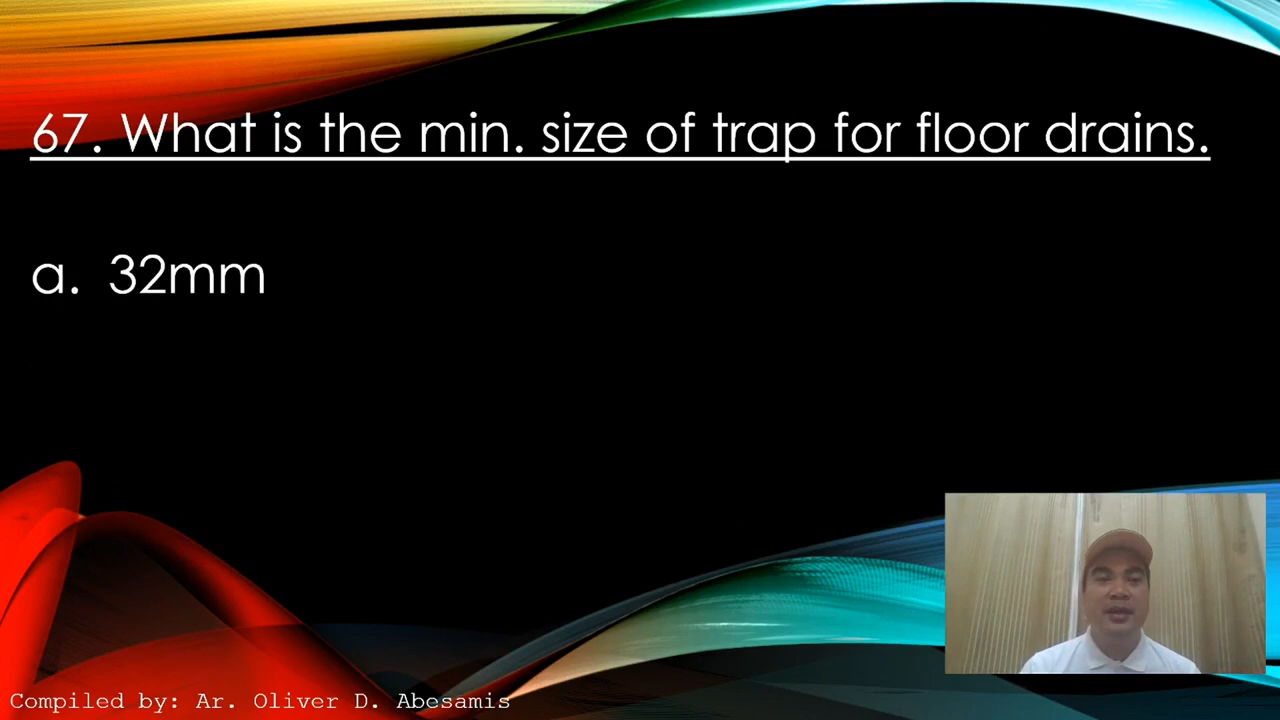 67. What is the min. size of trap for floor drains.
a. 32mm
Compiled by: Ar. Oliver D. Abesamis